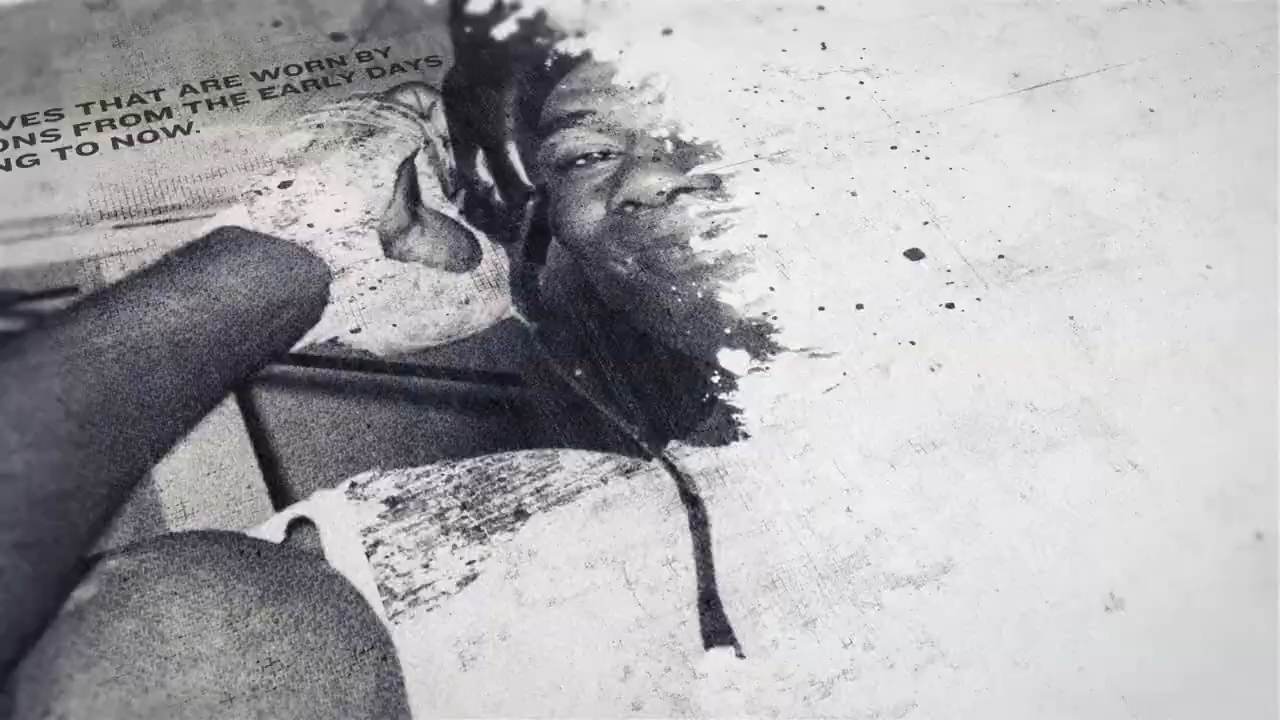 VES THAT ARE WORN BY
ONS FROM THE EARLY DAYS
NG TO NOW.